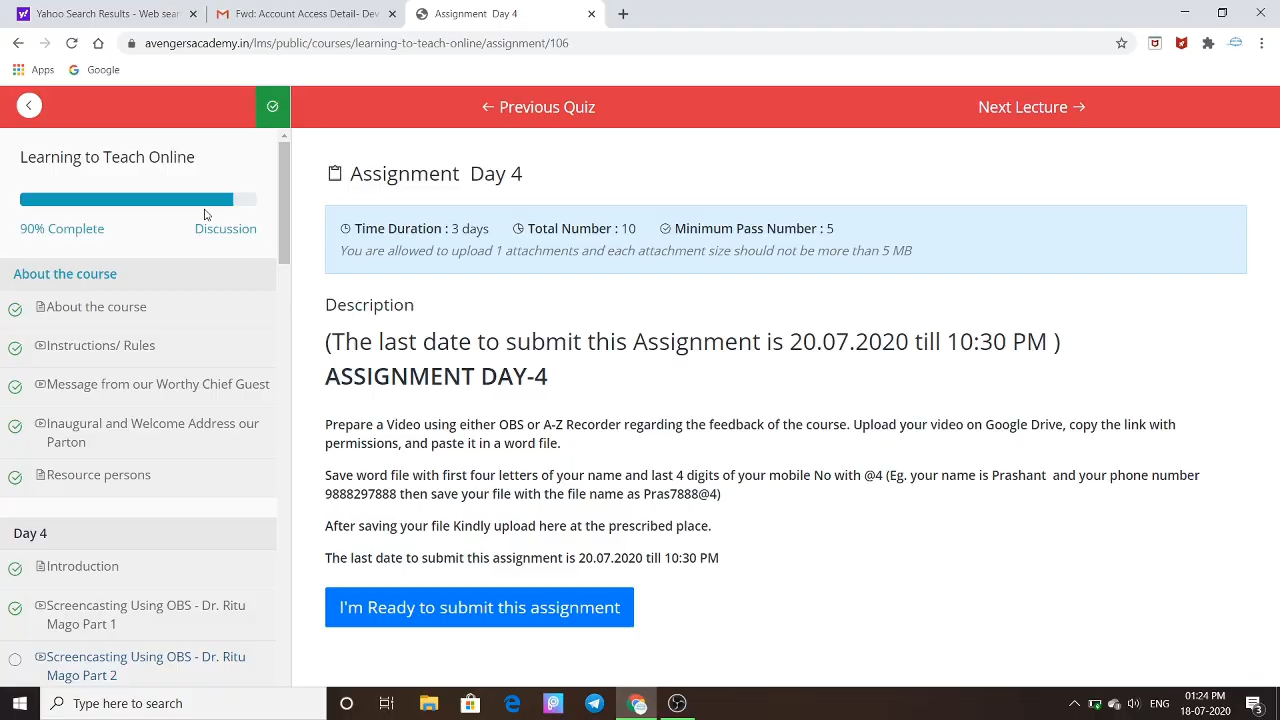 Yahoo Search Results - Web sear
Fwd: Account Access Detail- Dev
Assignment Day 4
avengersacademy.in/lms/public/courses/learning-to-teach-online/assignment/106
Apps
Google
← Previous Quiz
Next Lecture →
Learning to Teach Online
90% Complete
Discussion
About the course
About the course
Instructions/ Rules
Message from our Worthy Chief Guest
Inaugural and Welcome Address our
Parton
Resource persons
Day 4
Introduction
Screencasting Using OBS - Dr. Ritu
Mago Part 1
Screencasting Using OBS - Dr. Ritu
Mago Part 2
Assignment Day 4
Time Duration : 3 days
Total Number : 10
Minimum Pass Number : 5
You are allowed to upload 1 attachments and each attachment size should not be more than 5 MB
Description
(The last date to submit this Assignment is 20.07.2020 till 10:30 PM )
ASSIGNMENT DAY-4
Prepare a Video using either OBS or A-Z Recorder regarding the feedback of the course. Upload your video on Google Drive, copy the link with
permissions, and paste it in a word file.
Save word file with first four letters of your name and last 4 digits of your mobile No with @4 (Eg. your name is Prashant and your phone number
9888297888 then save your file with the file name as Pras7888@4)
After saving your file Kindly upload here at the prescribed place.
The last date to submit this assignment is 20.07.2020 till 10:30 PM
I'm Ready to submit this assignment
Type here to search
ENG
01:24 PM
18-07-2020
3